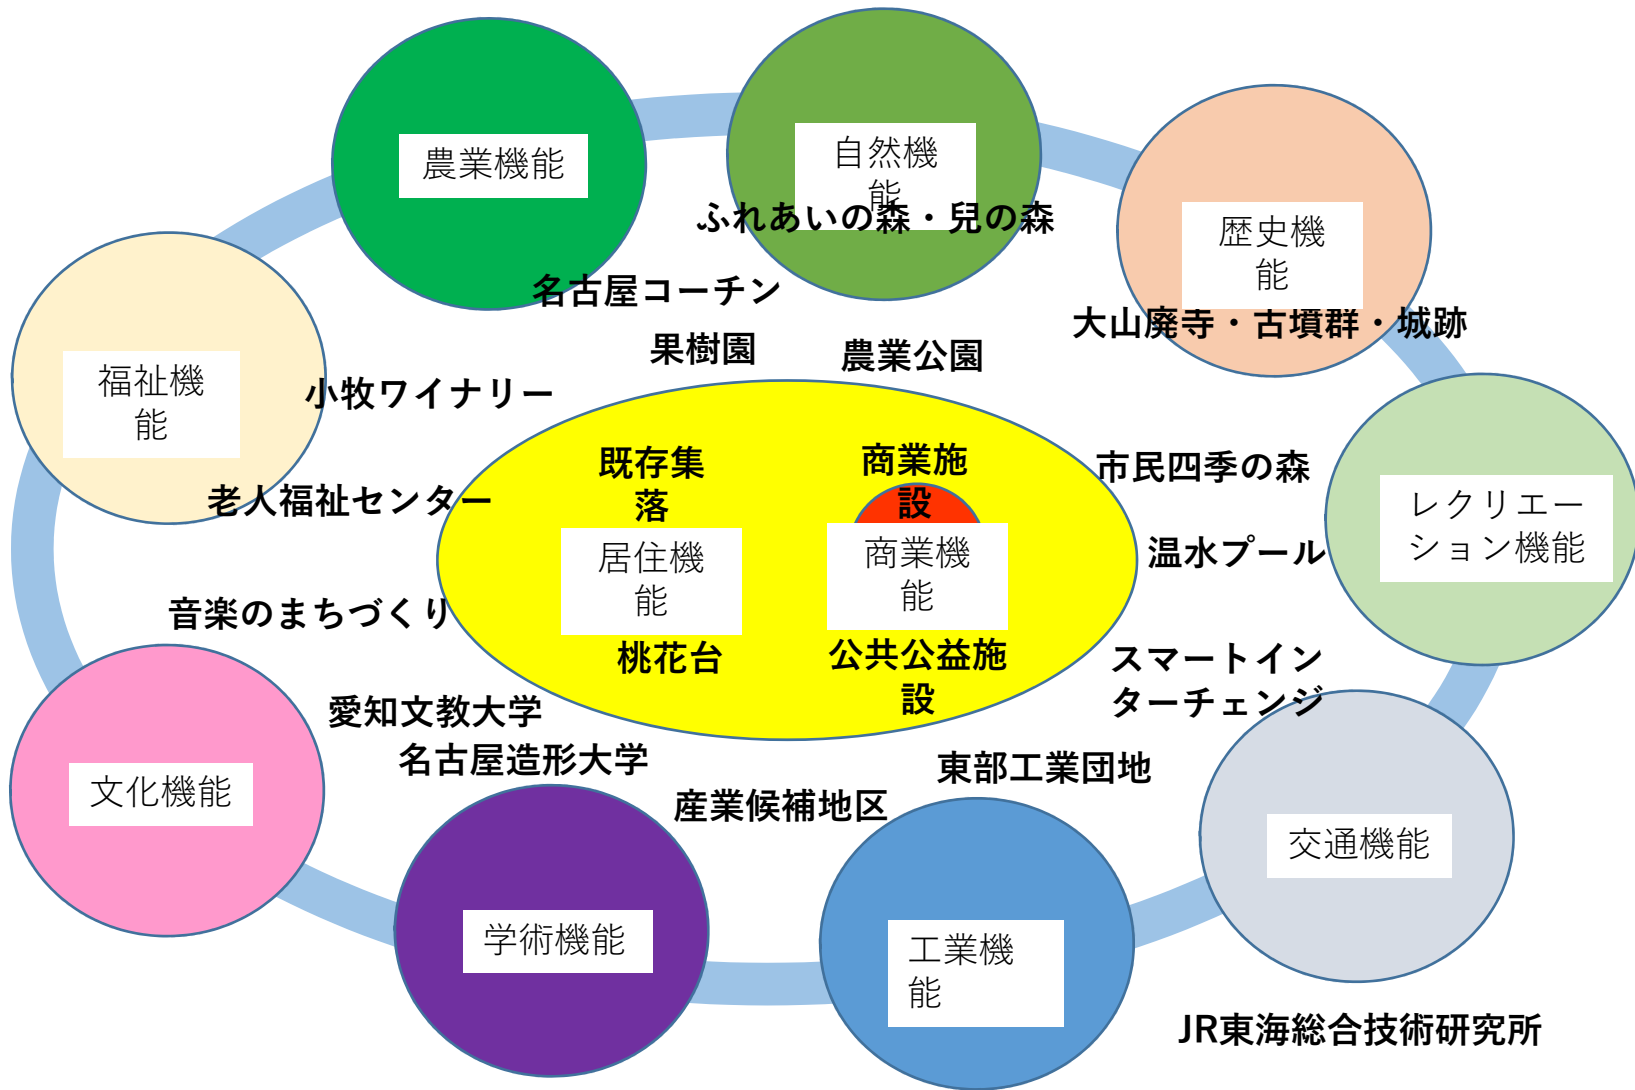 農業機能
自然機
能
ふれあいの森・兒の森
歴史機
能
大山廃寺・古墳群・城跡
名古屋コーチン
果樹園
農業公園
福祉機
能
小牧ワイナリー
老人福祉センター
既存集
落
居住機
能
桃花台
商業施
設
商業機
能
公共公益施
設
市民四季の森
温水プール
レクリエー
ション機能
スマートイン
ターチェンジ
音楽のまちづくり
文化機能
愛知文教大学
名古屋造形大学
学術機能
産業候補地区
東部工業団地
工業機
能
交通機能
JR東海総合技術研究所